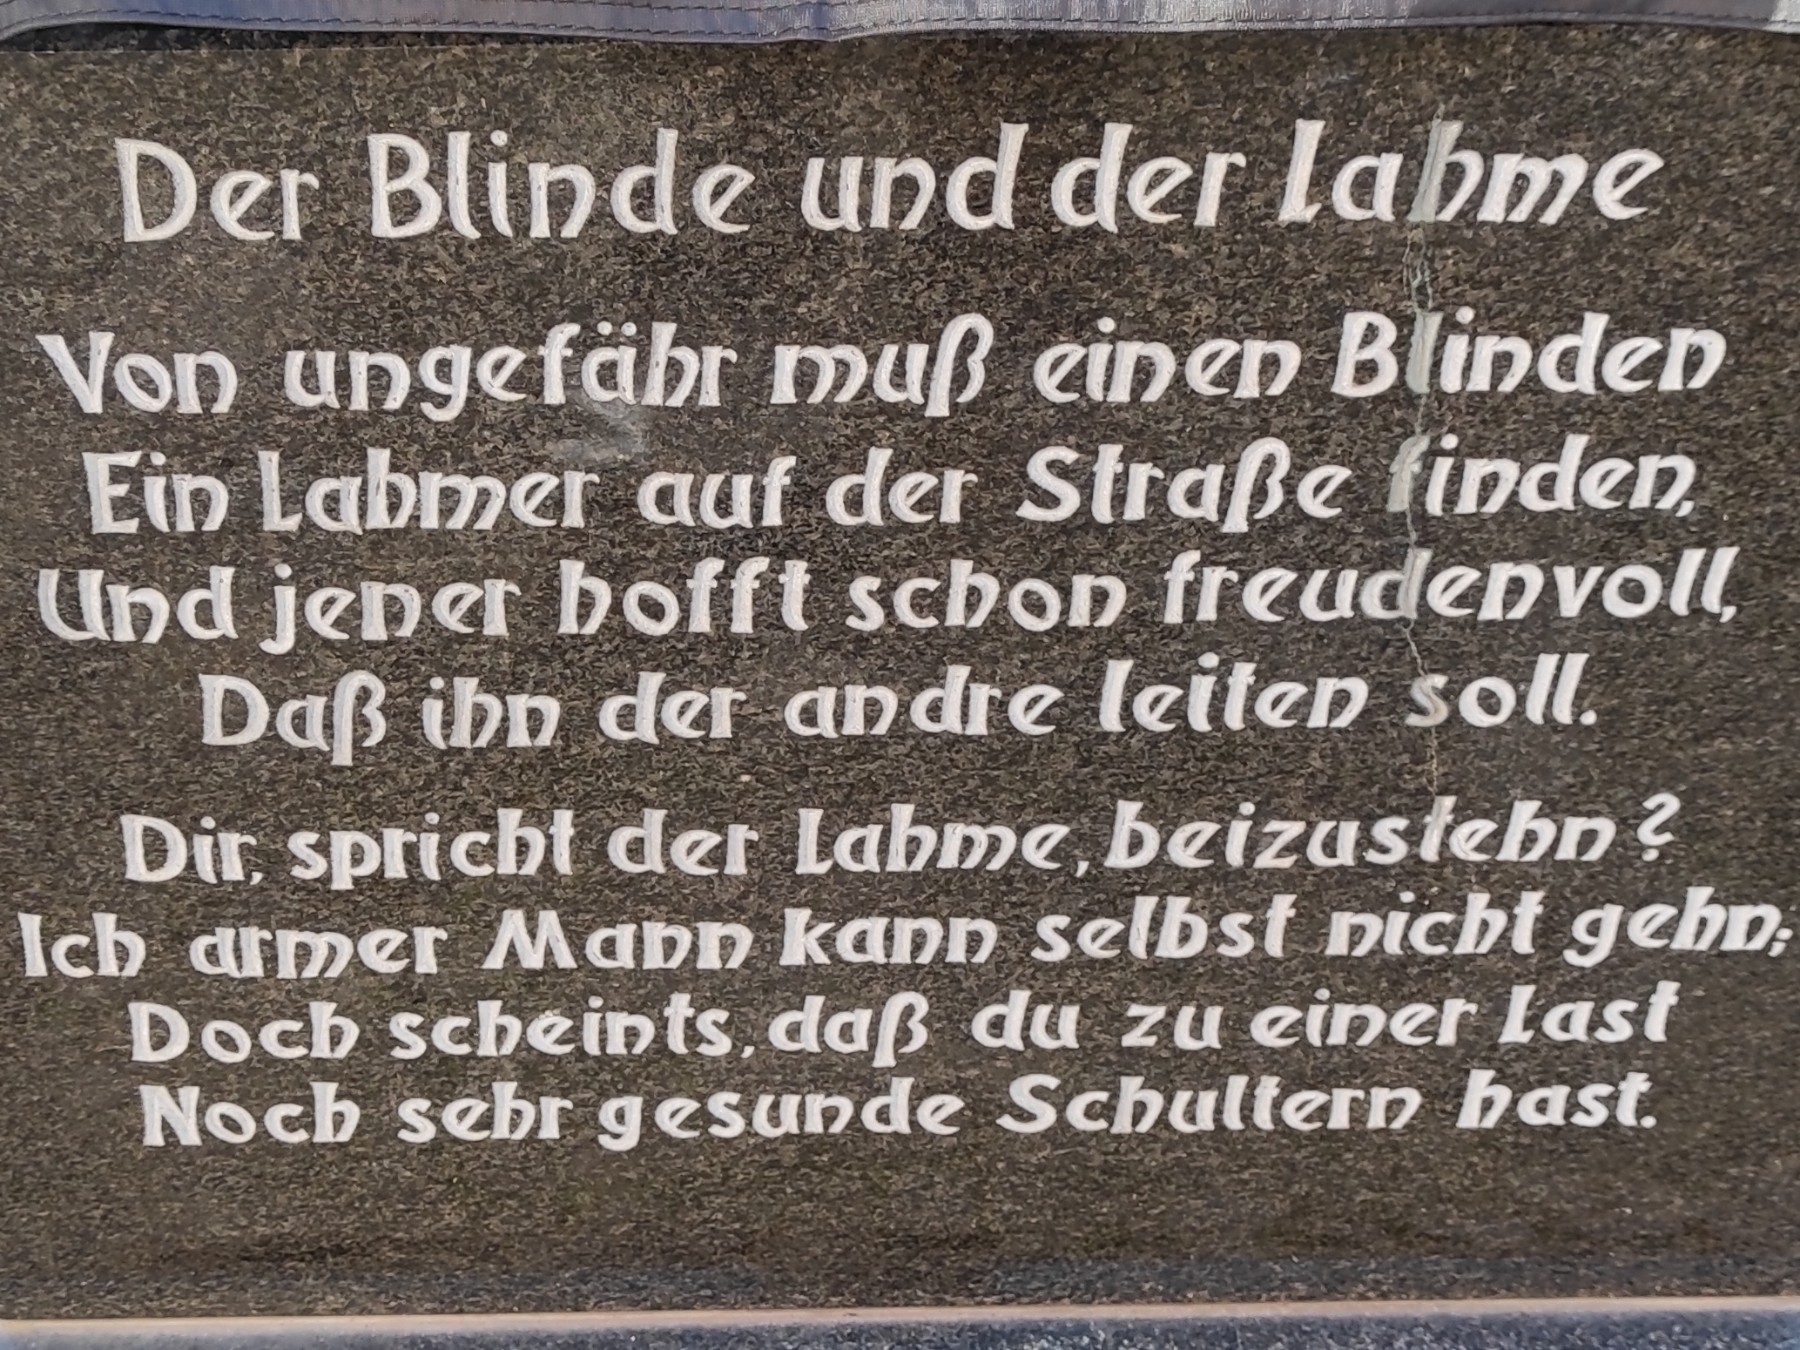 Der Blinde und der Lahme
Von ungefähr muß einen Blinden
Ein Lahmer auf der Straße finden,
Und jener hofft schon freudenvoll,
Daß ihn der andre leiten soll.
Dir, spricht der Lahme, beizustehn?
Ich armer Mann kann selbst nicht gehn;
Doch scheints, daß du zu einer Last
Noch sehr gesunde Schultern hast.